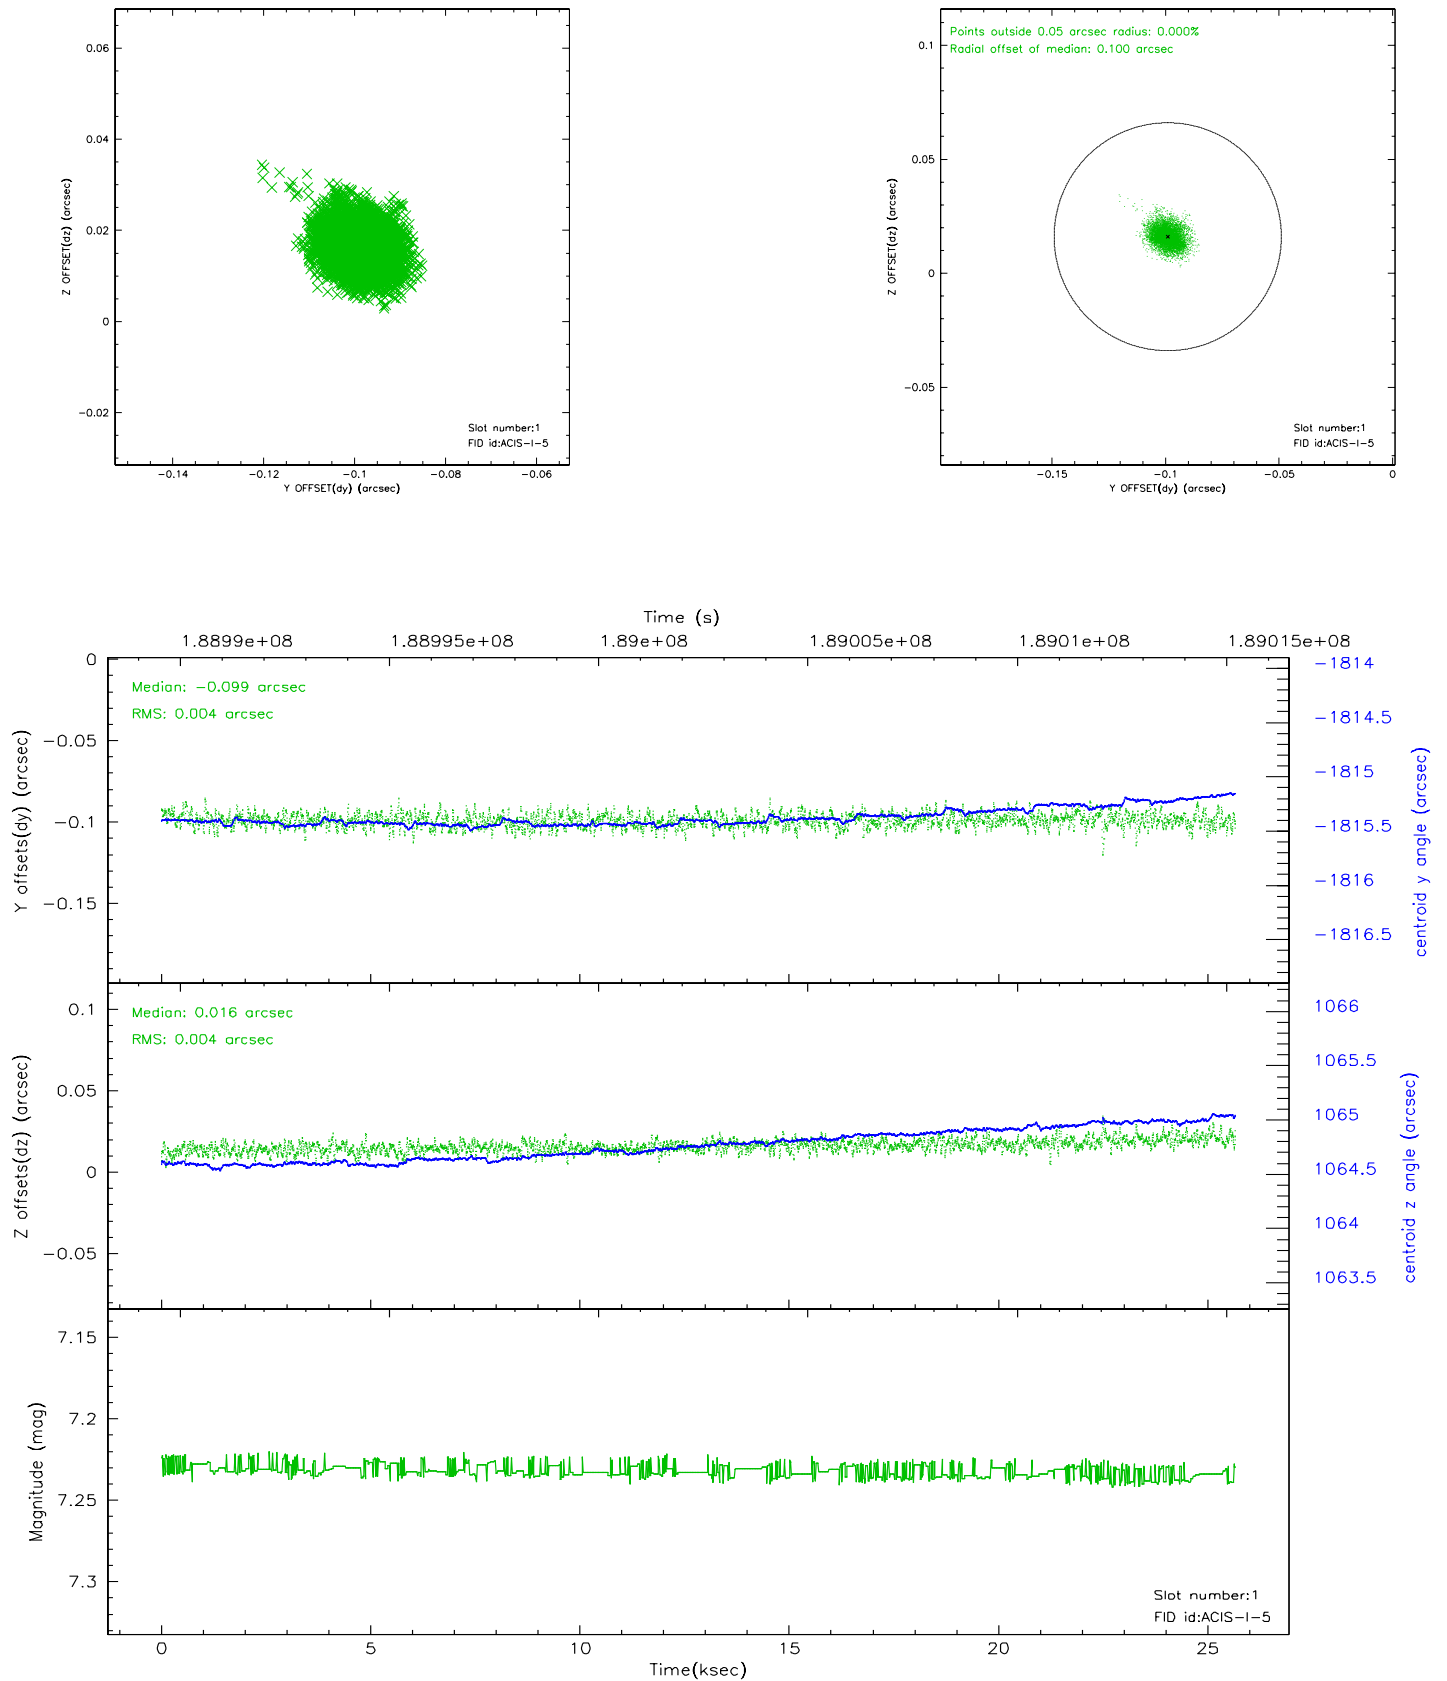 0.06
0.04
0.02
0
−0.02
Z OFFSET(dz) (arcsec)
Slot number:1
FID id:ACIS−I−5
−0.14
−0.12
−0.1
−0.08
−0.06
Y OFFSET(dy) (arcsec)
Points outside 0.05 arcsec radius: 0.000%
Radial offset of median: 0.100 arcsec
0.1
0.05
0
−0.05
Z OFFSET(dz) (arcsec)
Slot number:1
FID id:ACIS−I−5
−0.15
−0.1
−0.05
0
Y OFFSET(dy) (arcsec)
Time (s)
1.8899e+08
1.88995e+08
1.89e+08
1.89005e+08
1.8901e+08
1.89015e+08
0
−0.05
−0.1
−0.15
Y offsets(dy) (arcsec)
Median: −0.099 arcsec
RMS: 0.004 arcsec
−1814
−1814.5
−1815
−1815.5
−1816
−1816.5
centroid y angle (arcsec)
0.1
0.05
0
−0.05
Z offsets(dz) (arcsec)
Median: 0.016 arcsec
RMS: 0.004 arcsec
1066
1065.5
1065
1064.5
1064
1063.5
centroid z angle (arcsec)
7.15
7.2
7.25
7.3
Magnitude (mag)
Slot number:1
FID id:ACIS−I−5
0
5
10
15
20
25
Time(ksec)